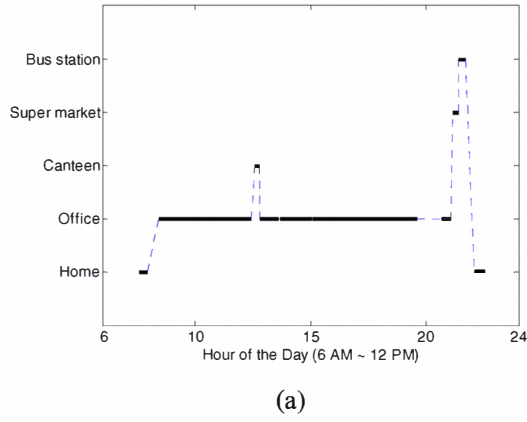 Bus station
Super market
Canteen
Office
Home
6 10 15 20 24
Hour of the Day (6 AM ~ 12 PM)
(a)